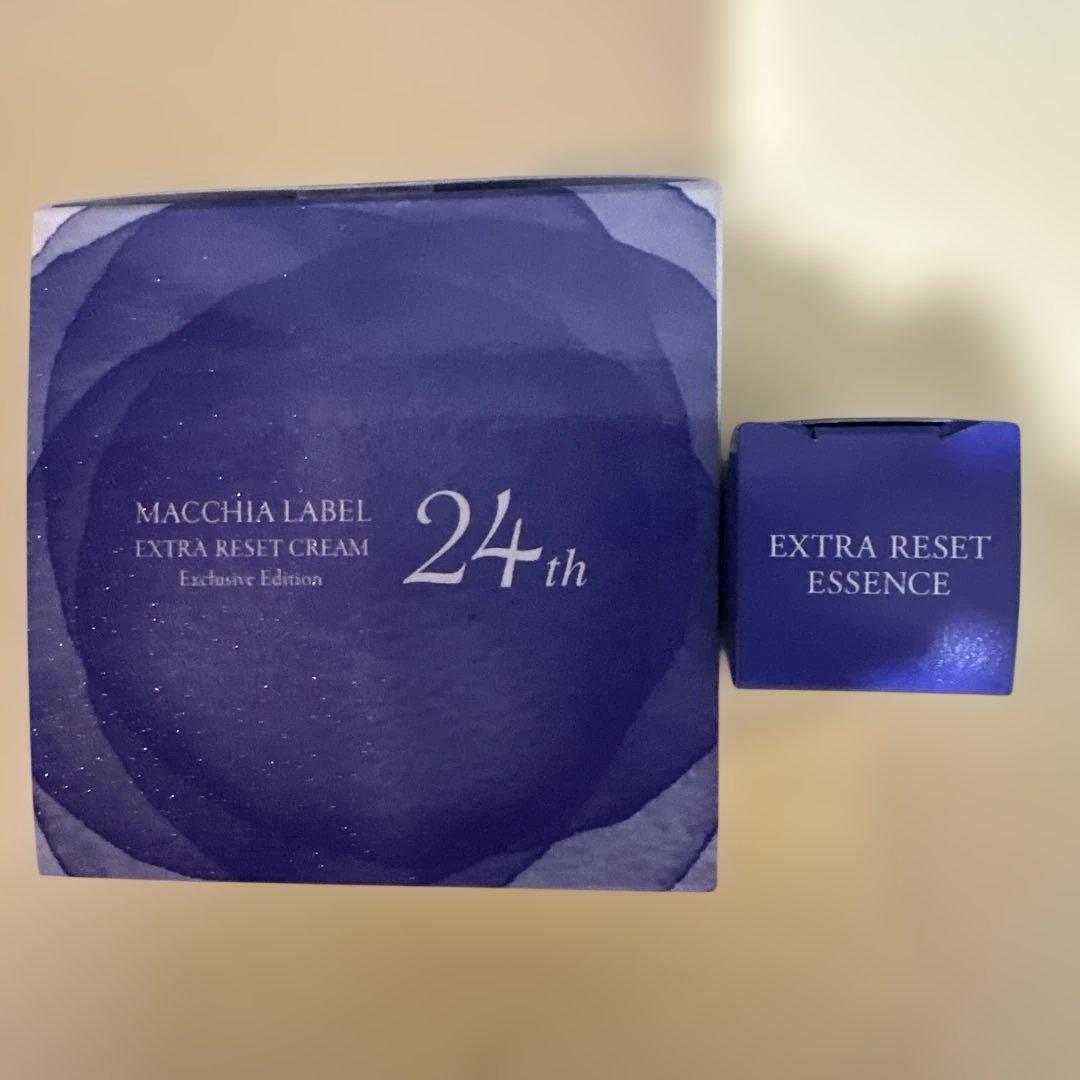 MACCHIA LABEL
EXTRA RESET CREAM
Exclusive Edition
24th
EXTRA RESET
ESSENCE